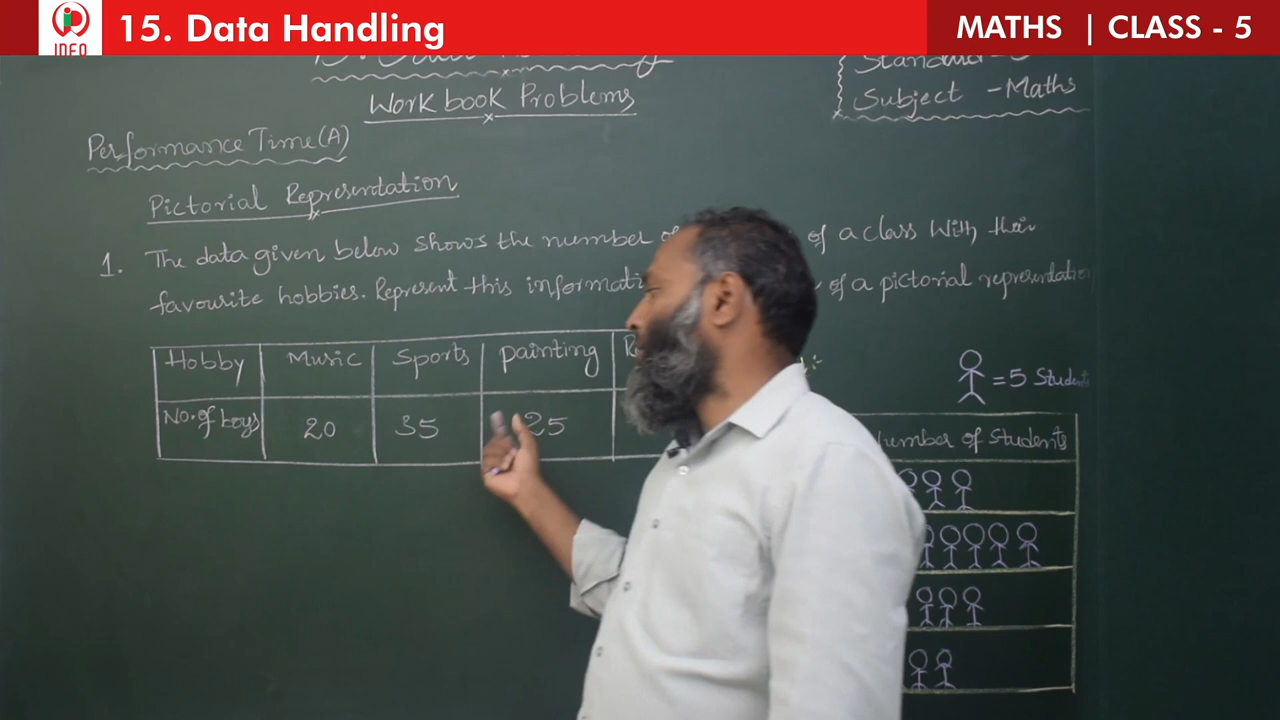 15. Data Handling
MATHS | CLASS - 5
INFO
Standard
Subject - Maths
Work book Problems
Performance Time (A)
Pictorial Representation
1. The data given below shows the number of a class with their
favourite hobbies. Represent this of a pictorial representation
Hobby Music Sports painting
No. of boys 20 35 25
= 5 Students
Number of Students